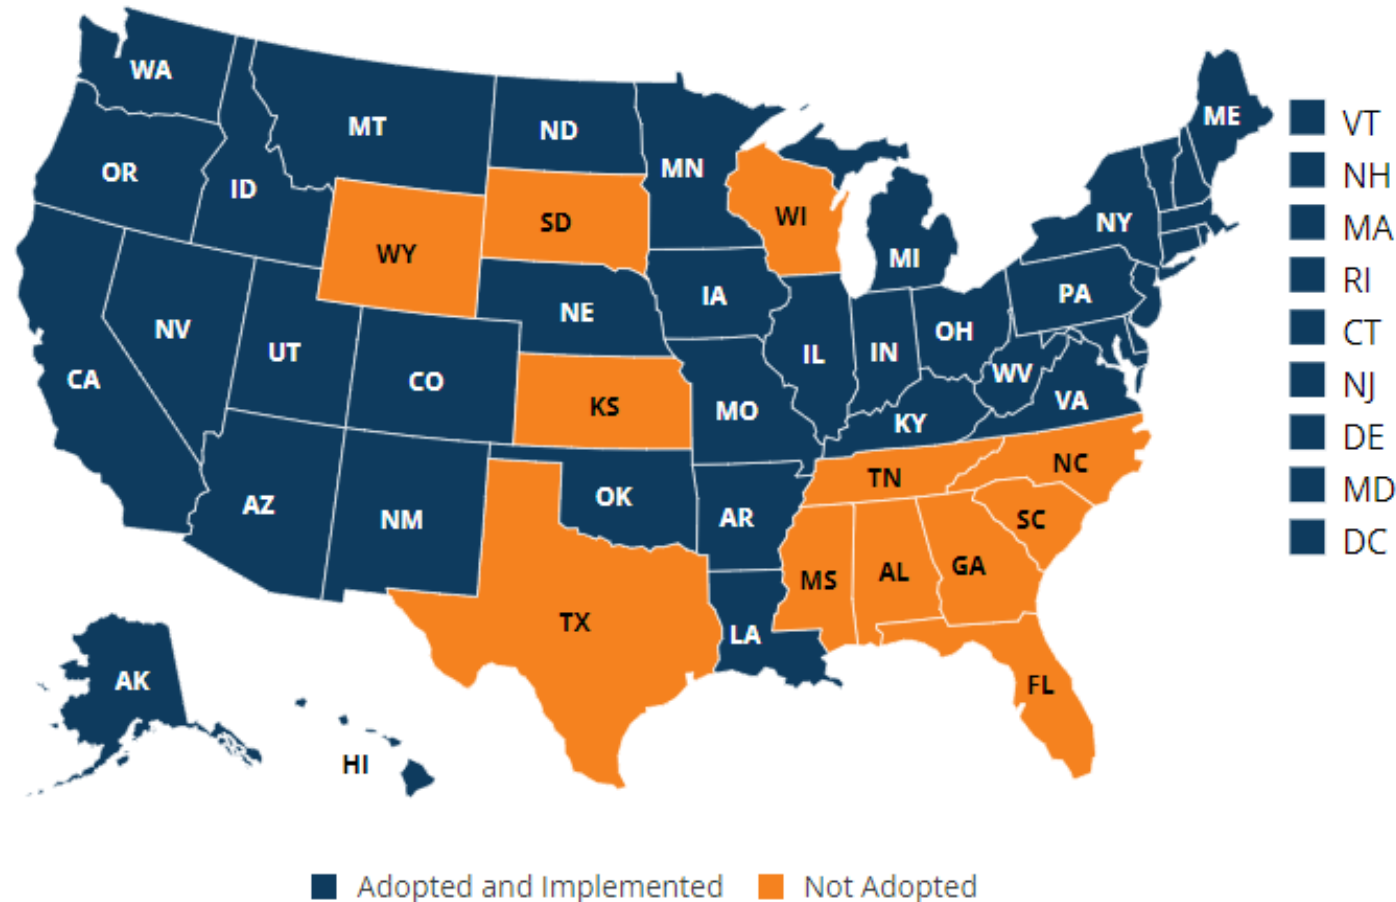 WA
MT
ND
MN
ME
VT
OR
ID
SD
WI
NH
WY
MI
NY
MA
NV
UT
NE
IA
PA
RI
CA
CO
IL
IN
OH
CT
KS
MO
WV
VA
NJ
KY
DE
AZ
NM
OK
AR
TN
NC
MD
TX
MS
AL
GA
SC
DC
LA
FL
AK
HI
Adopted and Implemented
Not Adopted